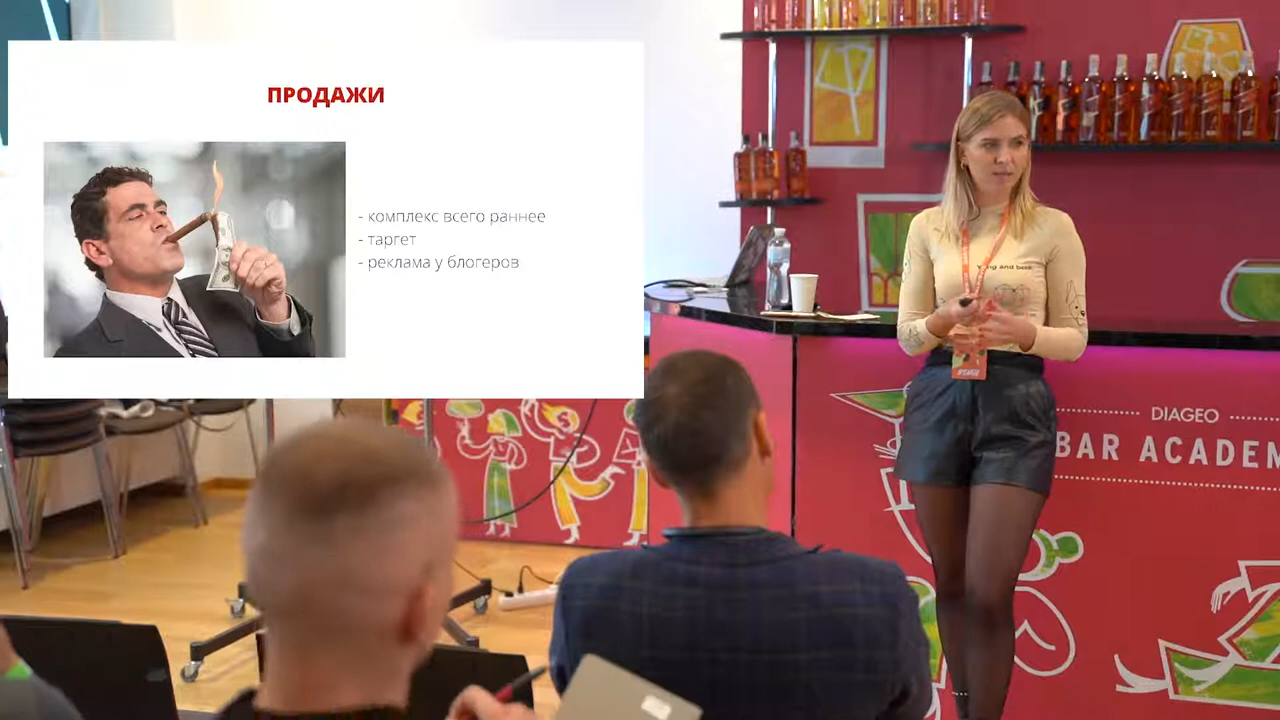 ПРОДАЖИ
- комплекс всего раннее
- таргет
- реклама у блогеров
DIAGEO
BAR ACADEM